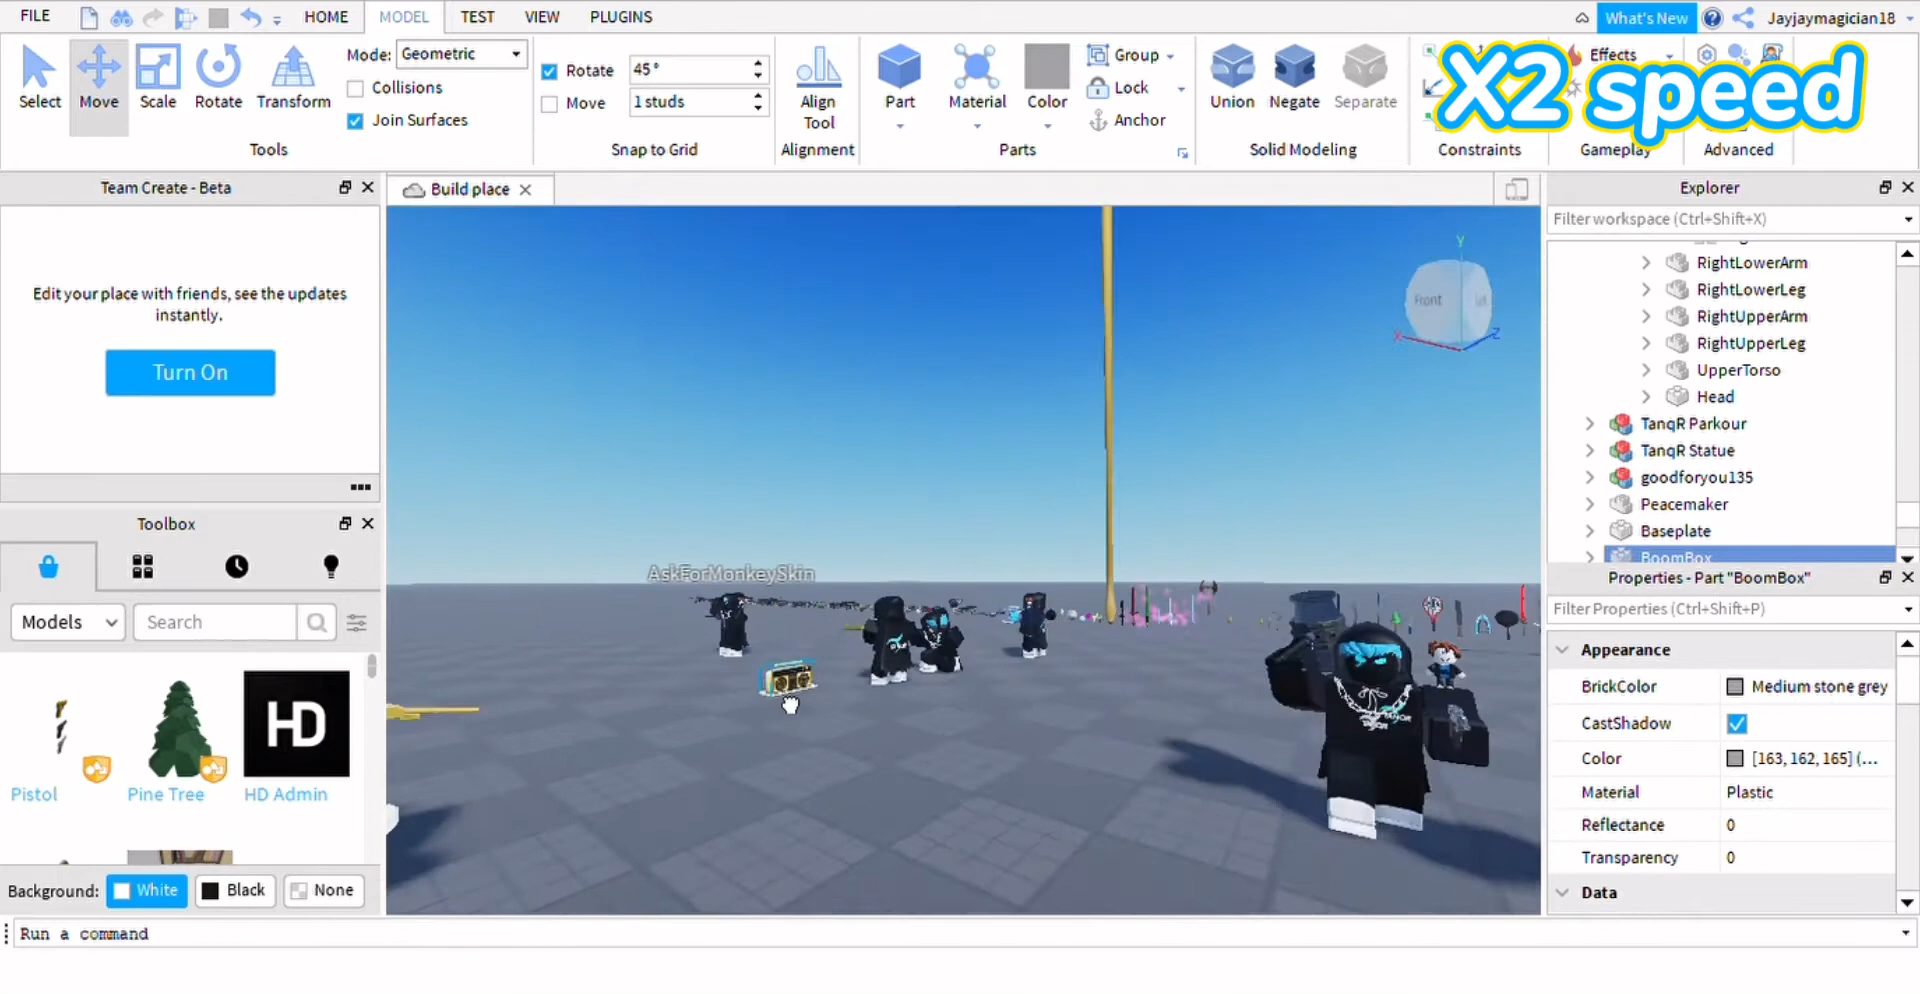 FILE HOME MODEL TEST VIEW PLUGINS What's New Jayjaymagician18
Mode: Geometric Rotate 45° Group Effects
Collisions Move 1 studs Lock
Join Surfaces Anchor
Select Move Scale Rotate Transform Align Tool Part Material Color Union Negate Separate
X2 speed
Tools Snap to Grid Alignment Parts Solid Modeling Constraints Gameplay Advanced
Team Create - Beta Build place Explorer
Filter workspace (Ctrl+Shift+X)
Edit your place with friends, see the updates
instantly.
Turn On
Y
Front
X Z
RightLowerArm
RightLowerLeg
RightUpperArm
RightUpperLeg
UpperTorso
Head
TanqR Parkour
TanqR Statue
goodforyou135
Peacemaker
Baseplate
BoomBox
Toolbox
Models Search
HD
Pistol Pine Tree HD Admin
Background: White Black None
AskForMonkeySkin
Properties - Part "BoomBox"
Filter Properties (Ctrl+Shift+P)
Appearance
BrickColor Medium stone grey
CastShadow
Color [163, 162, 165] (...
Material Plastic
Reflectance 0
Transparency 0
Data
Run a command